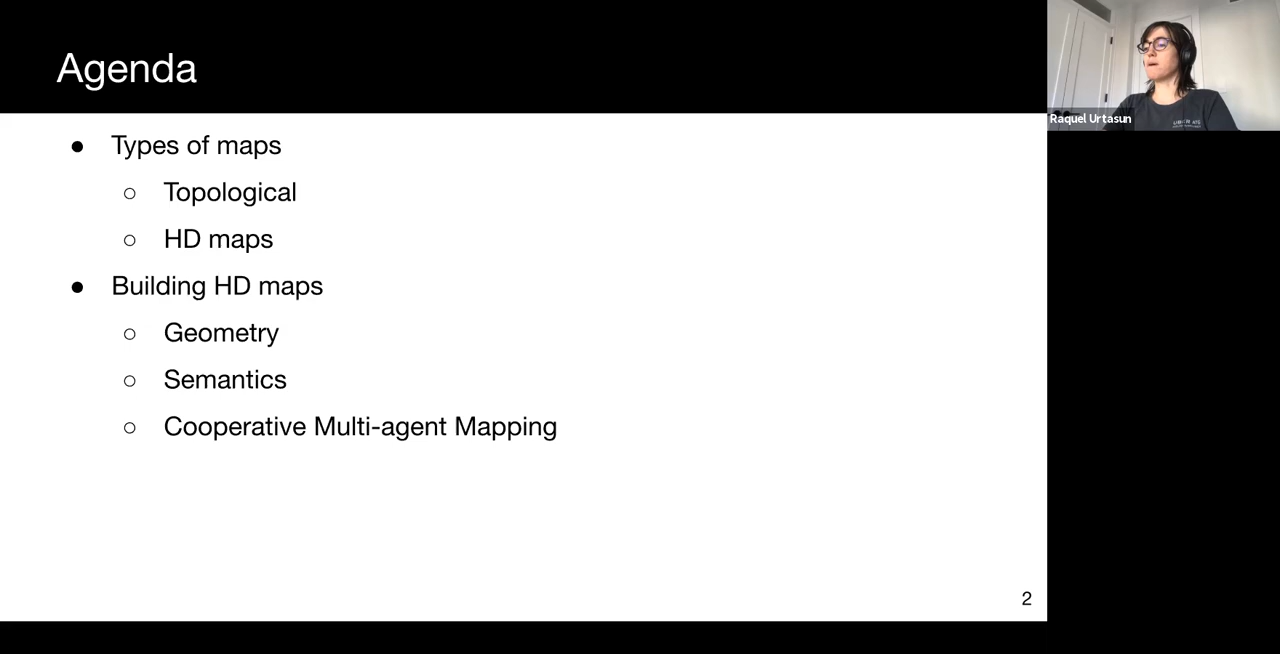 Agenda
Raquel Urtasun
● Types of maps
○ Topological
○ HD maps
● Building HD maps
○ Geometry
○ Semantics
○ Cooperative Multi-agent Mapping
2